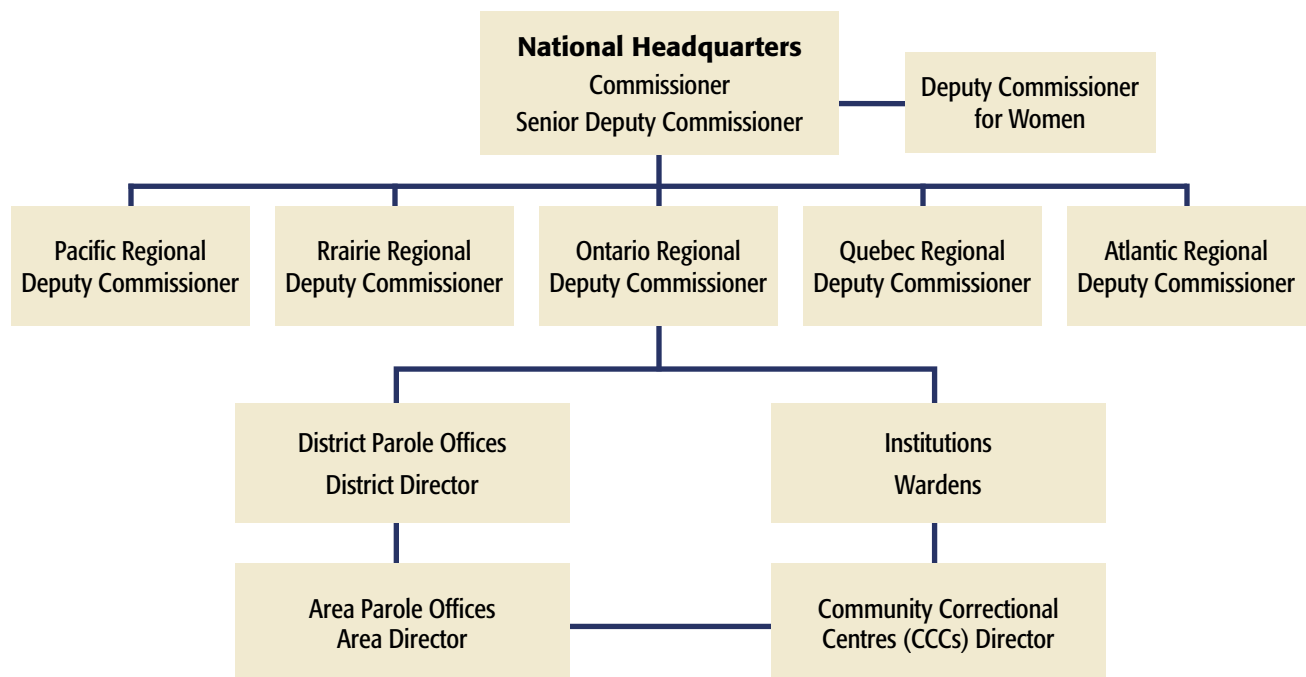 National Headquarters
Commissioner
Senior Deputy Commissioner
Deputy Commissioner
for Women
Pacific Regional
Deputy Commissioner
Rrairie Regional
Deputy Commissioner
Ontario Regional
Deputy Commissioner
Quebec Regional
Deputy Commissioner
Atlantic Regional
Deputy Commissioner
District Parole Offices
District Director
Institutions
Wardens
Area Parole Offices
Area Director
Community Correctional
Centres (CCCs) Director